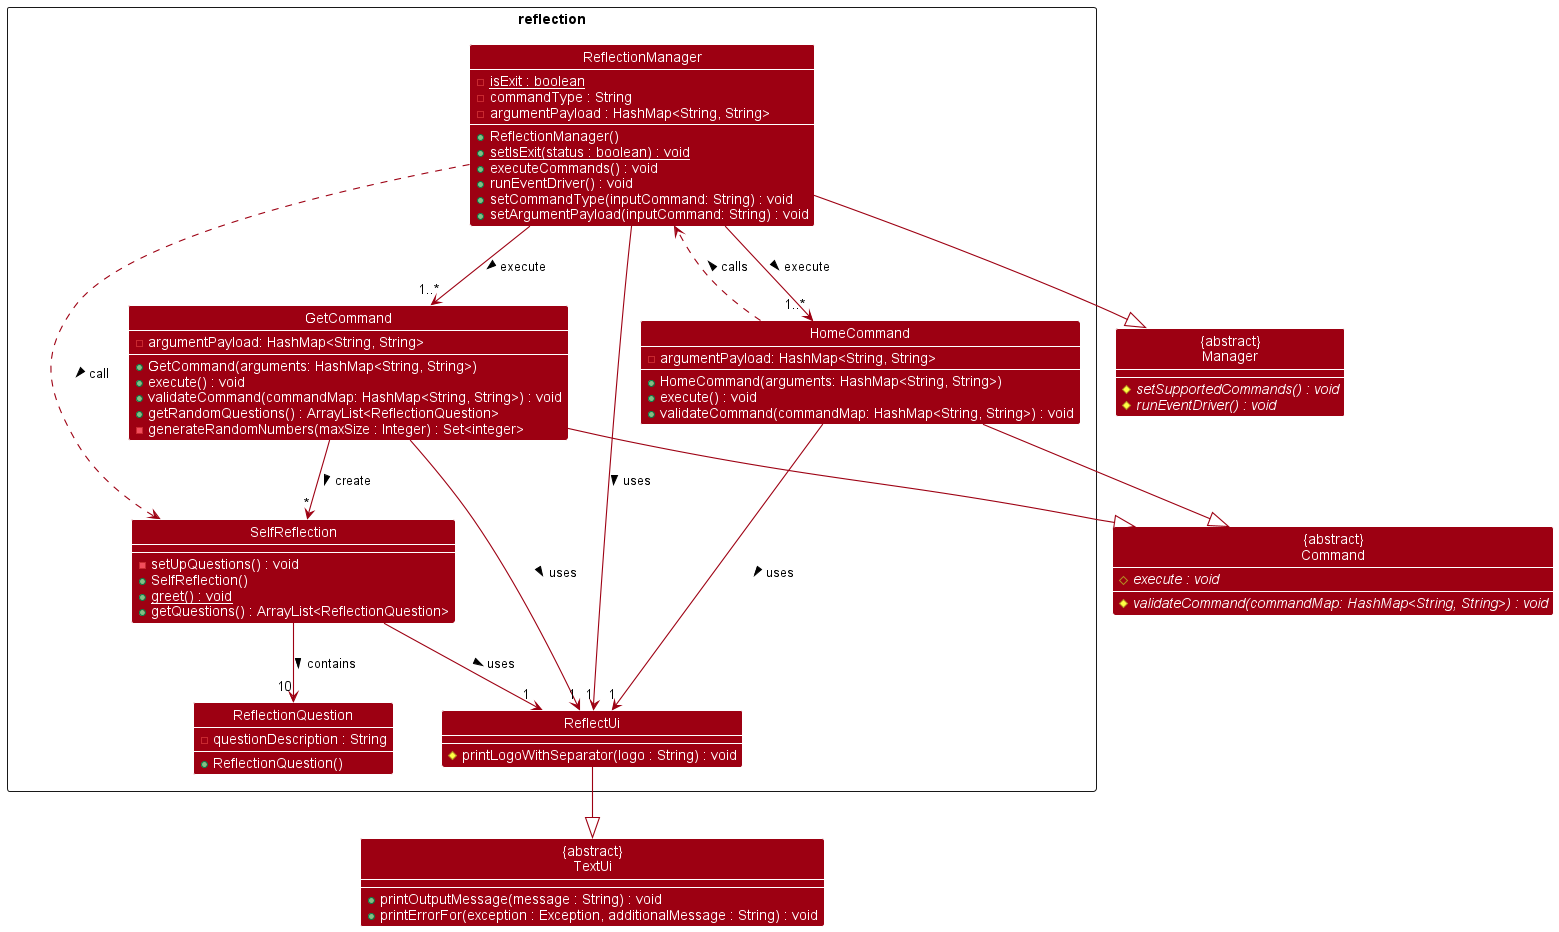 reflection
ReflectionManager
isExit : boolean
commandType : String
argumentPayload : HashMap<String, String>
ReflectionManager()
setIsExit(status : boolean) : void
executeCommands() : void
runEventDriver() : void
setCommandType(inputCommand: String) : void
setArgumentPayload(inputCommand: String) : void
execute
calls
execute
1..*
1..*
call
GetCommand
argumentPayload: HashMap<String, String>
GetCommand(arguments: HashMap<String, String>)
execute() : void
validateCommand(commandMap: HashMap<String, String>) : void
getRandomQuestions() : ArrayList<ReflectionQuestion>
generateRandomNumbers(maxSize : Integer) : Set<integer>
HomeCommand
argumentPayload: HashMap<String, String>
HomeCommand(arguments: HashMap<String, String>)
execute() : void
validateCommand(commandMap: HashMap<String, String>) : void
{abstract}
Manager
setSupportedCommands() : void
runEventDriver() : void
create
uses
*
uses
uses
SelfReflection
setUpQuestions() : void
SelfReflection()
greet() : void
getQuestions() : ArrayList<ReflectionQuestion>
{abstract}
Command
execute : void
validateCommand(commandMap: HashMap<String, String>) : void
contains
uses
10
1
1
1
1
ReflectionQuestion
questionDescription : String
ReflectionQuestion()
ReflectUi
printLogoWithSeparator(logo : String) : void
{abstract}
TextUi
printOutputMessage(message : String) : void
printErrorFor(exception : Exception, additionalMessage : String) : void